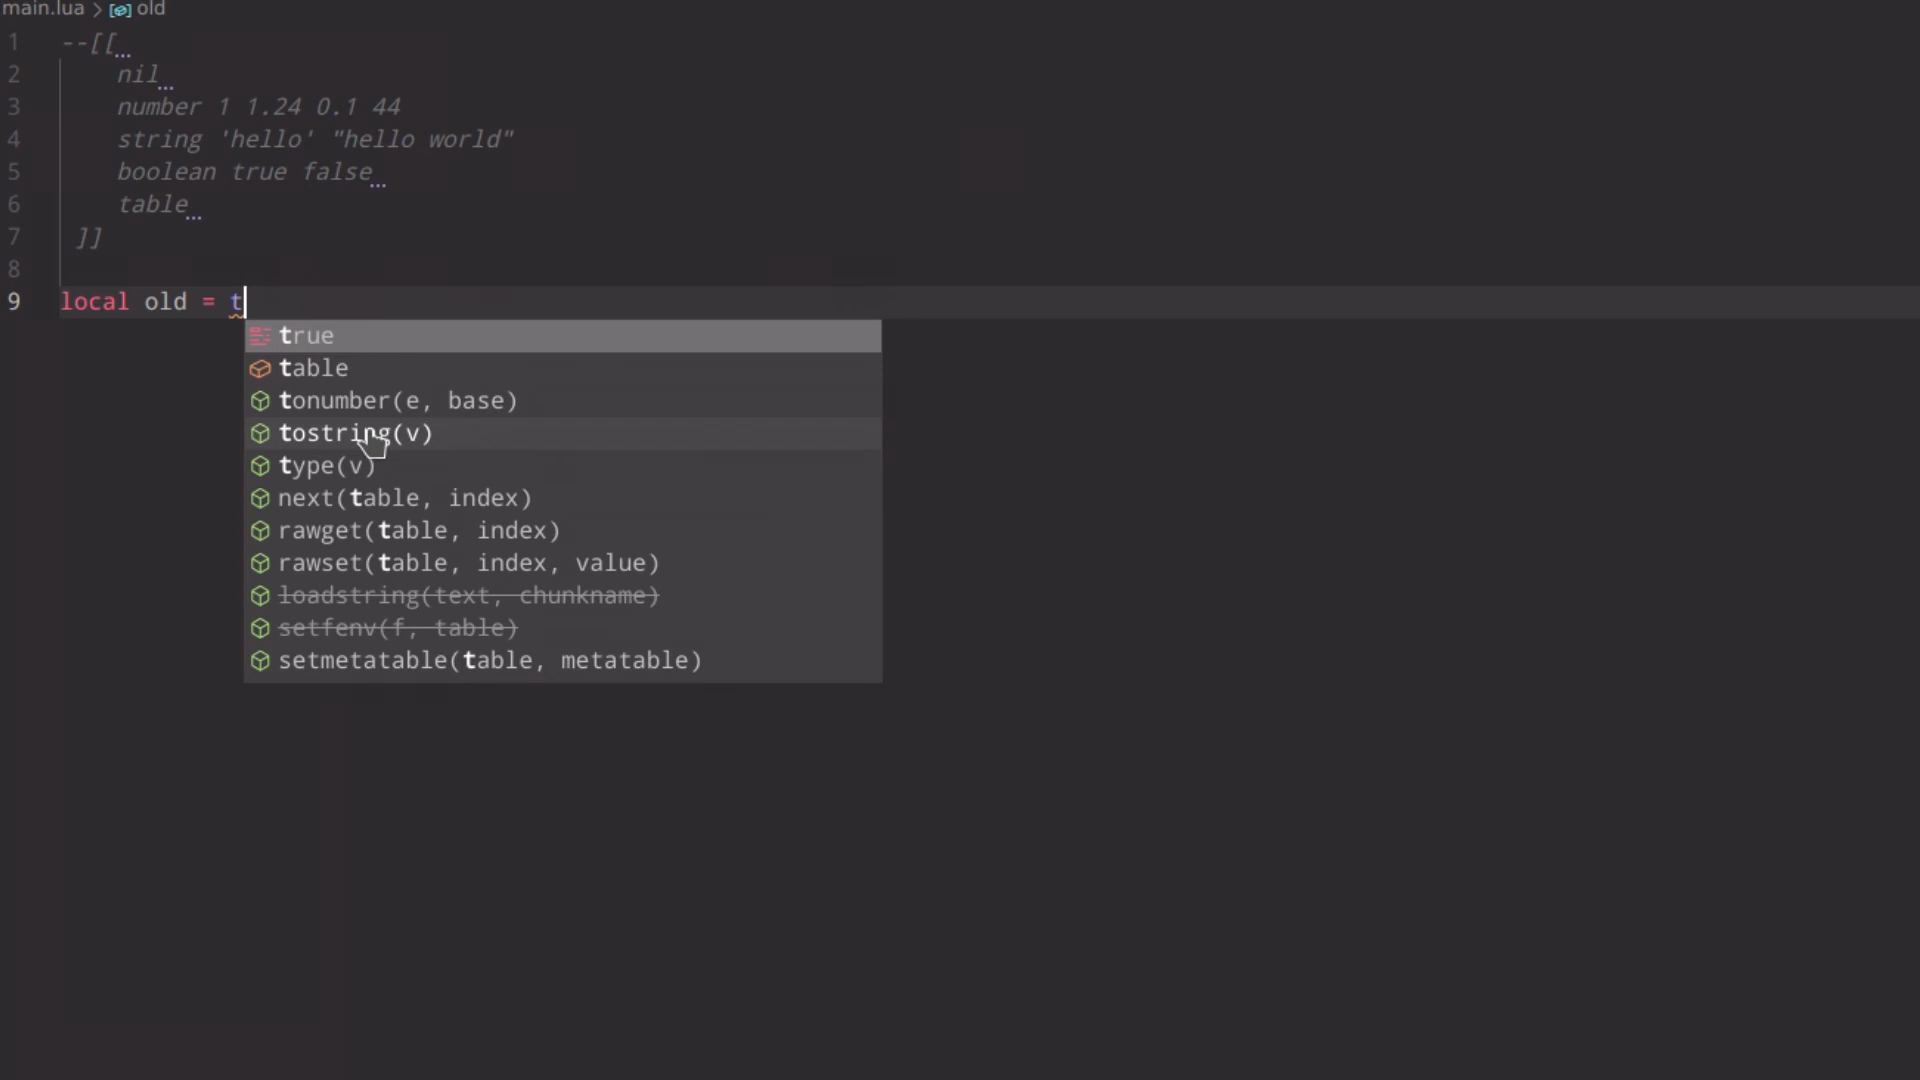 main.lua > old
1 --[[
2 nil
3 number 1 1.24 0.1 44
4 string 'hello' "hello world"
5 boolean true false
6 table
7 ]]
8
9 local old = t
true
table
tonumber(e, base)
tostring(v)
type(v)
next(table, index)
rawget(table, index)
rawset(table, index, value)
loadstring(text, chunkname)
setfenv(f, table)
setmetatable(table, metatable)